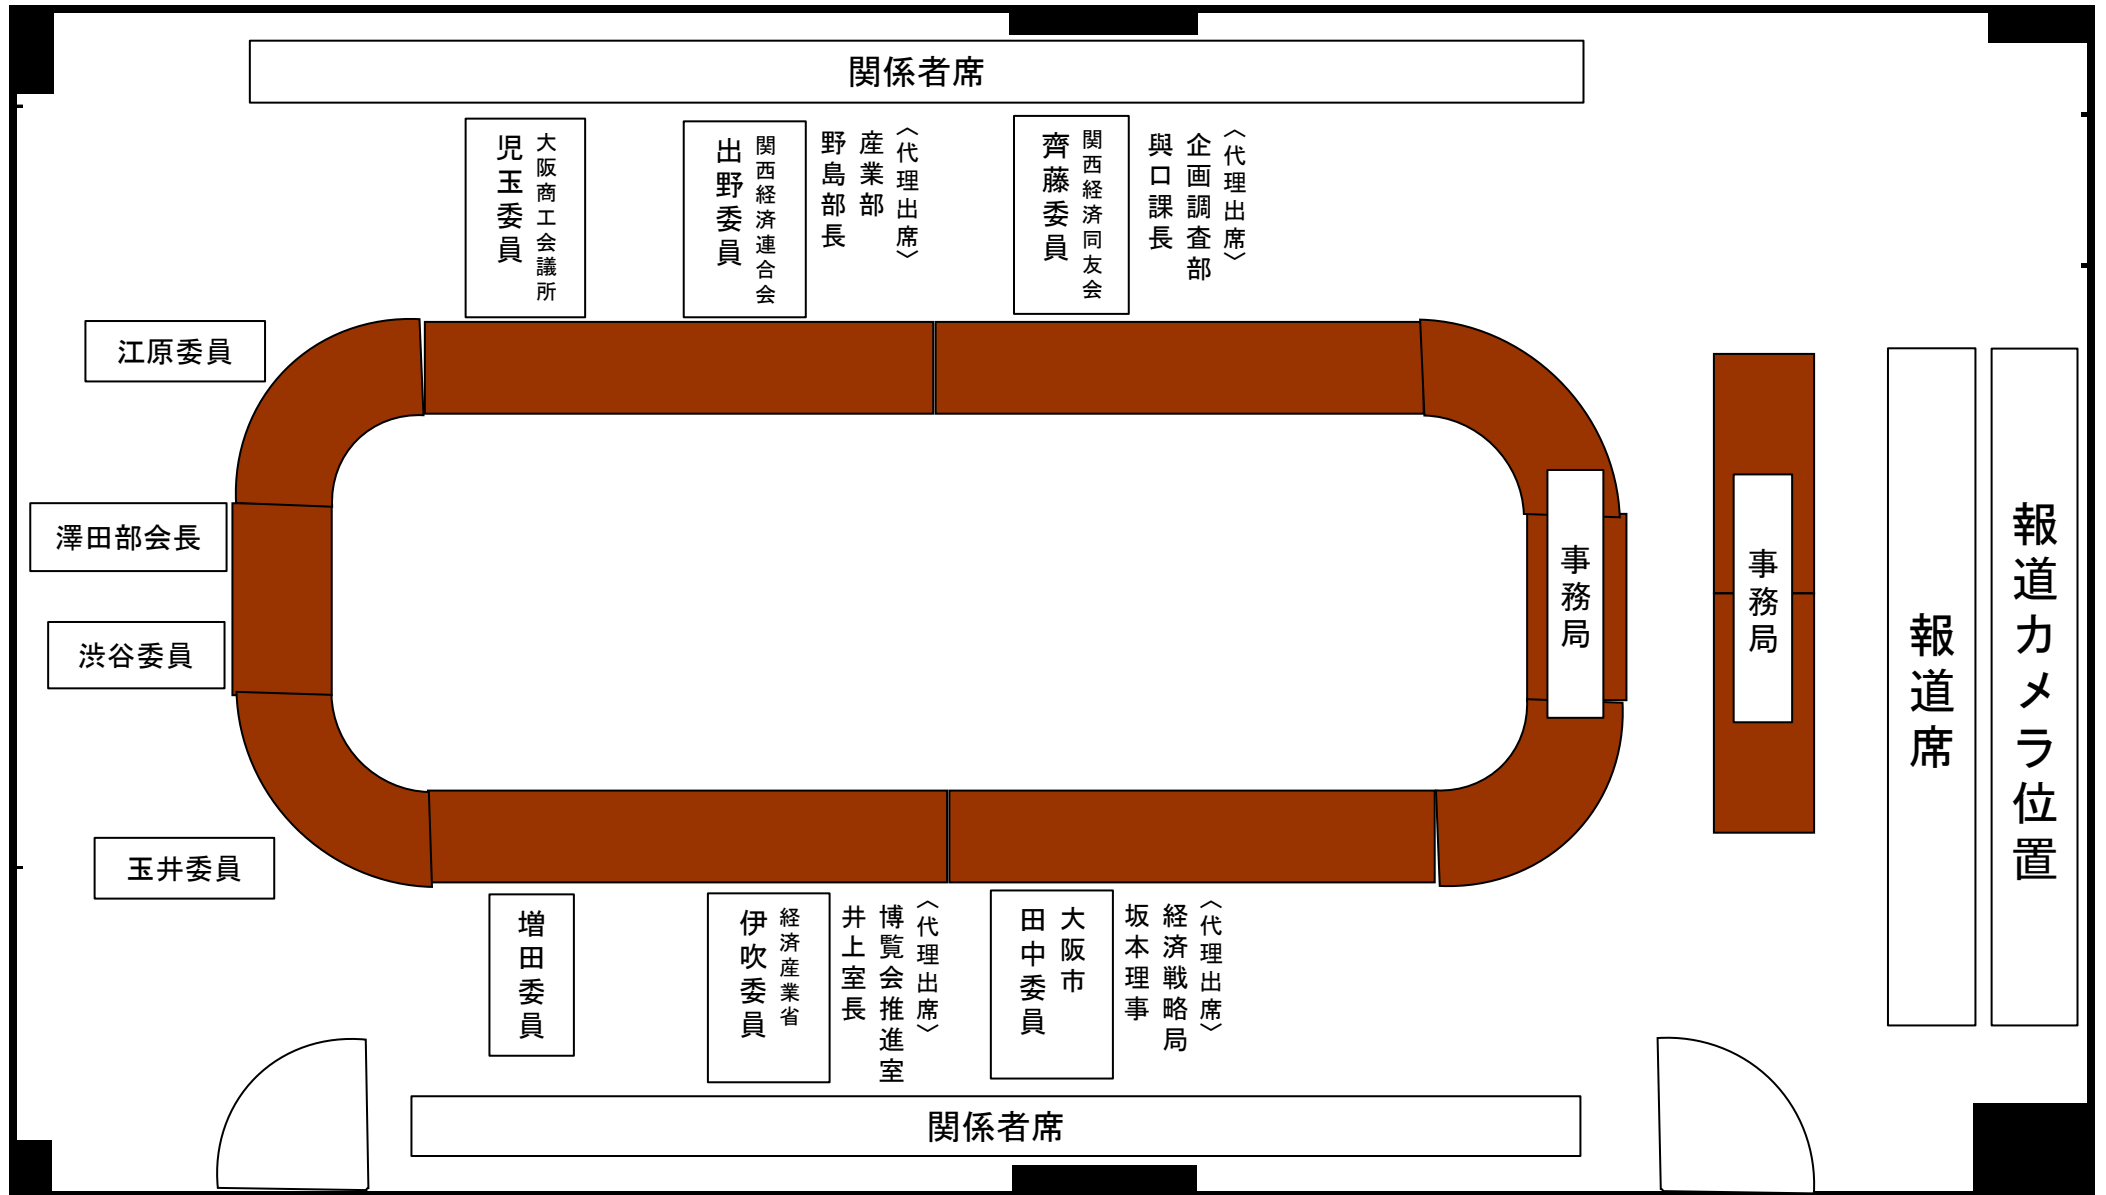 関係者席
大阪商工会議所
児玉委員
関西経済連合会
出野委員
〈代理出席〉
産業部
野島部長
関西経済同友会
齊藤委員
〈代理出席〉
企画調査部
與口課長
江原委員
澤田部会長
渋谷委員
玉井委員
事務局
事務局
報道席
報道カメラ位置
増田委員
経済産業省
伊吹委員
〈代理出席〉
博覧会推進室
井上室長
大阪市
田中委員
〈代理出席〉
経済戦略局
坂本理事
関係者席